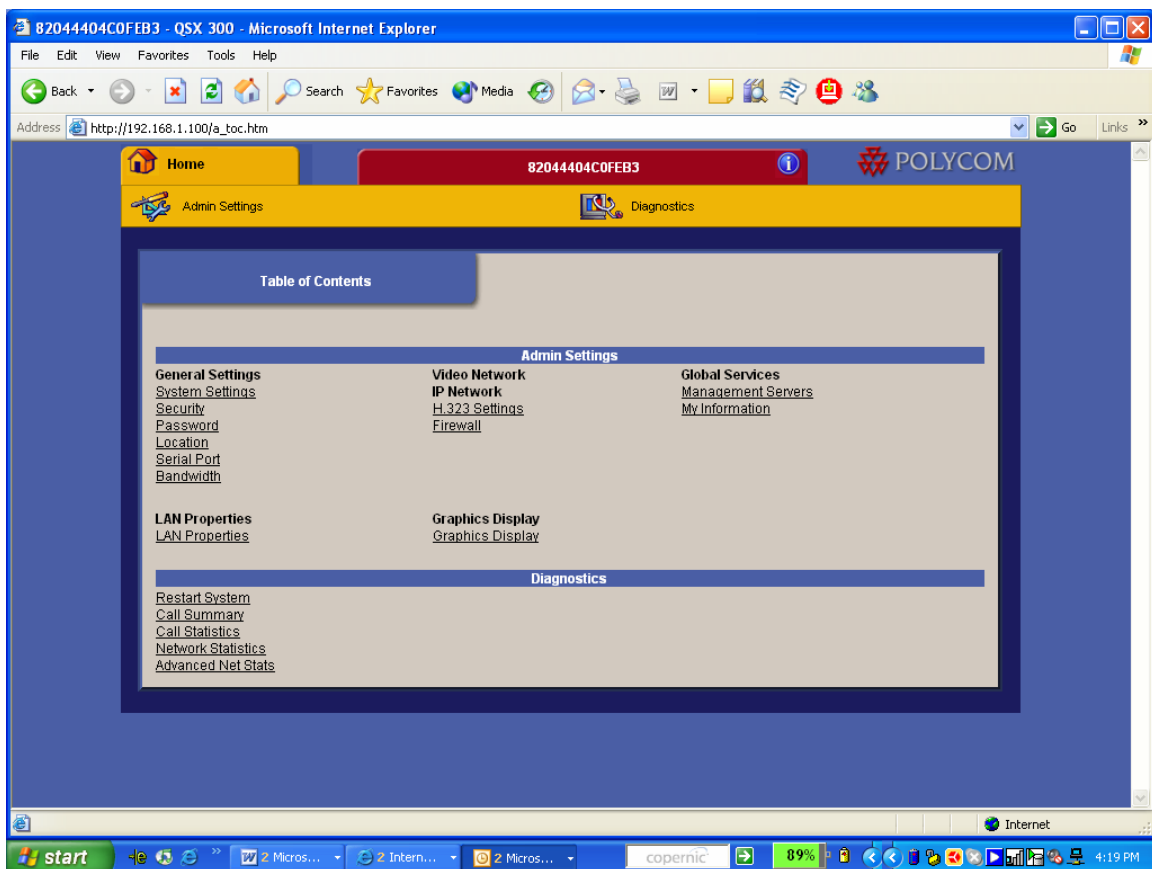 82044404C0FEB3 - QSX 300 - Microsoft Internet Explorer
File Edit View Favorites Tools Help
Back Search Favorites Media
Address http://192.168.1.100/a_toc.htm Go Links »
Home 82044404C0FEB3 POLYCOM
Admin Settings Diagnostics
Table of Contents
Admin Settings
General Settings Video Network Global Services
System Settings IP Network Management Servers
Security H.323 Settings My Information
Password Firewall
Location
Serial Port
Bandwidth
LAN Properties Graphics Display
LAN Properties Graphics Display
Diagnostics
Restart System
Call Summary
Call Statistics
Network Statistics
Advanced Net Stats
Internet
start » 2 Micros... 2 Intern... 2 Micros... copernic 89% 4:19 PM